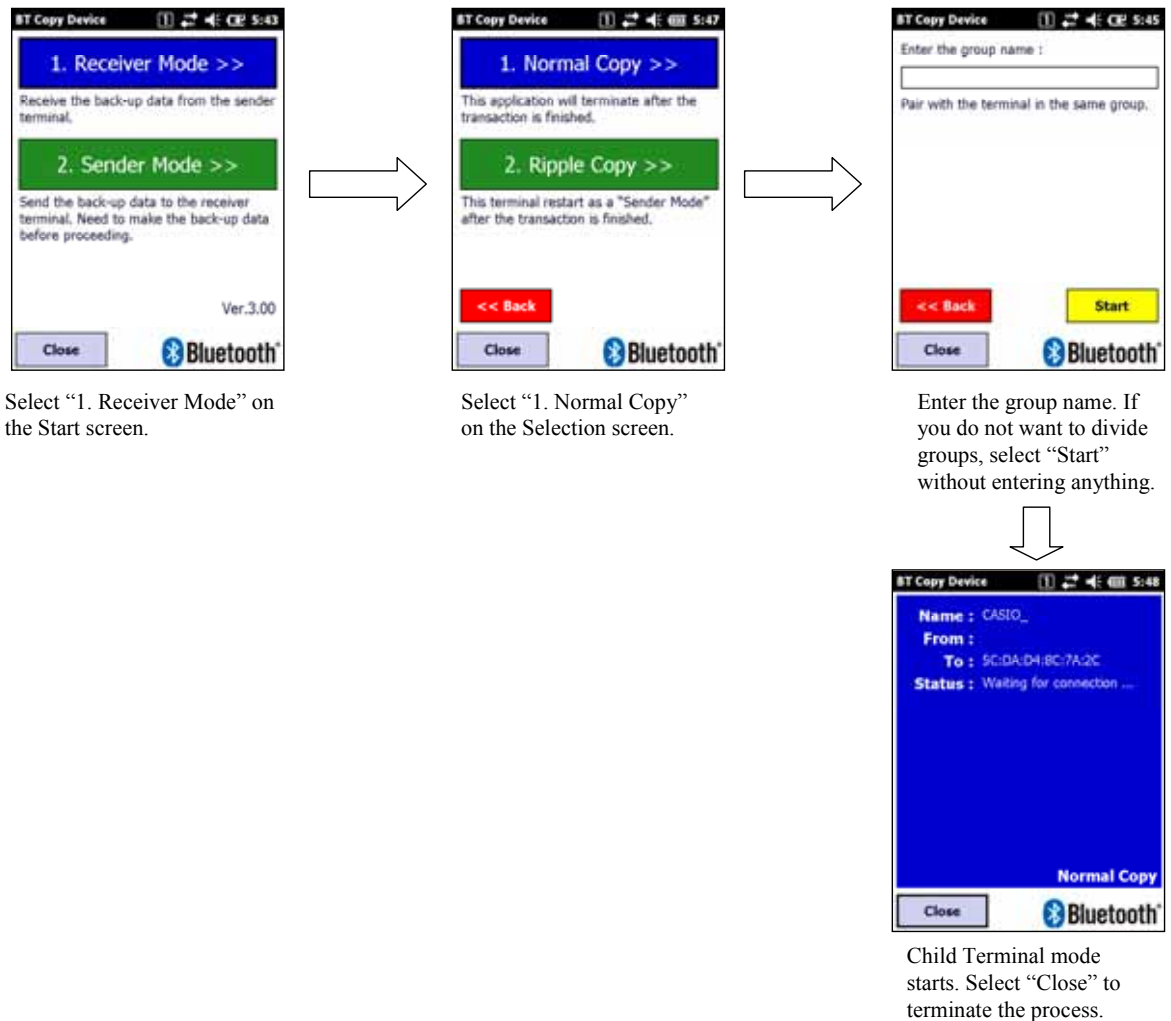 BT Copy Device 5:43
1. Receiver Mode >>
Receive the back-up data from the sender
terminal.
2. Sender Mode >>
Send the back-up data to the receiver
terminal. Need to make the back-up data
before proceeding.
Ver.3.00
Close
Bluetooth
Select “1. Receiver Mode” on
the Start screen.
BT Copy Device 1 5:47
1. Normal Copy >>
This application will terminate after the
transaction is finished.
2. Ripple Copy >>
This terminal restart as a "Sender Mode"
after the transaction is finished.
<< Back
Close
Bluetooth
Select “1. Normal Copy”
on the Selection screen.
BT Copy Device 1 5:45
Enter the group name :
Pair with the terminal in the same group.
<< Back
Start
Close
Bluetooth
Enter the group name. If
you do not want to divide
groups, select “Start”
without entering anything.
BT Copy Device 1 5:48
Name : CASIO_
From :
To : 5C:DA:D4:8C:7A:2C
Status : Waiting for connection ...
Normal Copy
Close
Bluetooth
Child Terminal mode
starts. Select “Close” to
terminate the process.